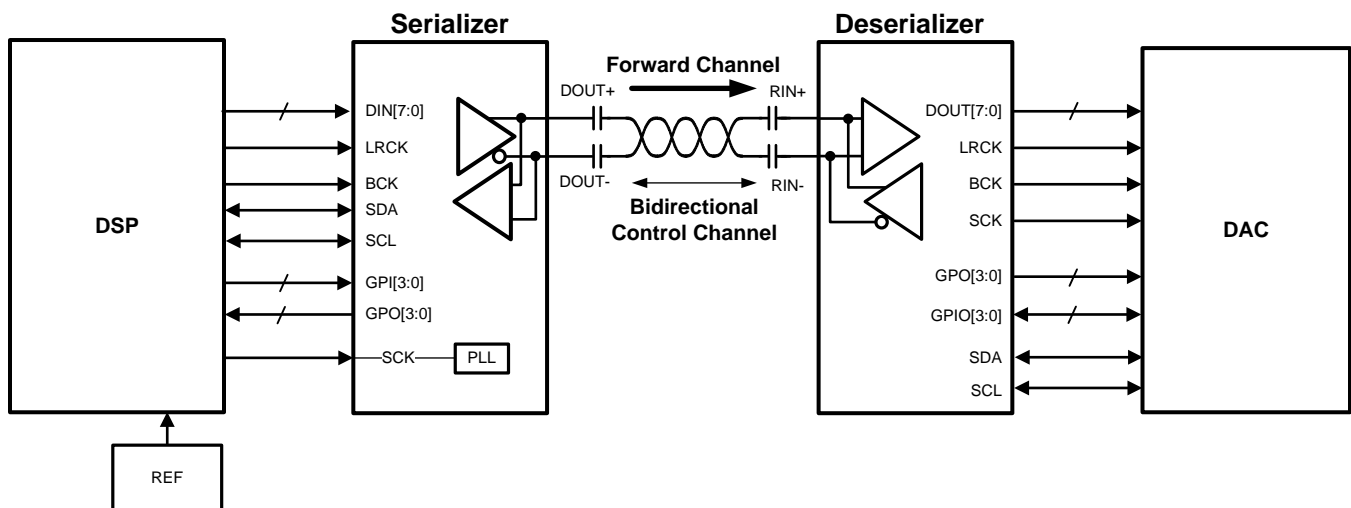 Serializer
Deserializer
DSP
REF
DIN[7:0]
LRCK
BCK
SDA
SCL
GPI[3:0]
GPO[3:0]
SCK
PLL
Forward Channel
DOUT+
RIN+
DOUT-
RIN-
Bidirectional
Control Channel
DOUT[7:0]
LRCK
BCK
SCK
GPO[3:0]
GPIO[3:0]
SDA
SCL
DAC